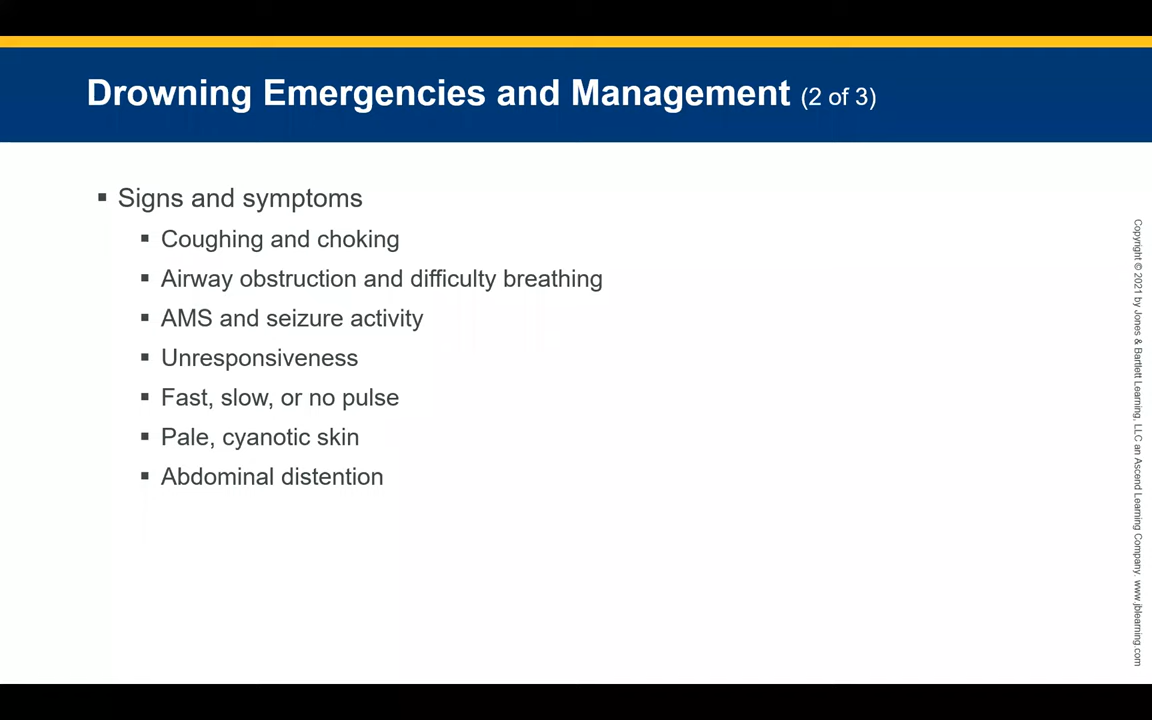 Drowning Emergencies and Management (2 of 3)
▪ Signs and symptoms
▪ Coughing and choking
▪ Airway obstruction and difficulty breathing
▪ AMS and seizure activity
▪ Unresponsiveness
▪ Fast, slow, or no pulse
▪ Pale, cyanotic skin
▪ Abdominal distention
Copyright © 2021 by Jones & Bartlett Learning, LLC an Ascend Learning Company. www.jblearning.com